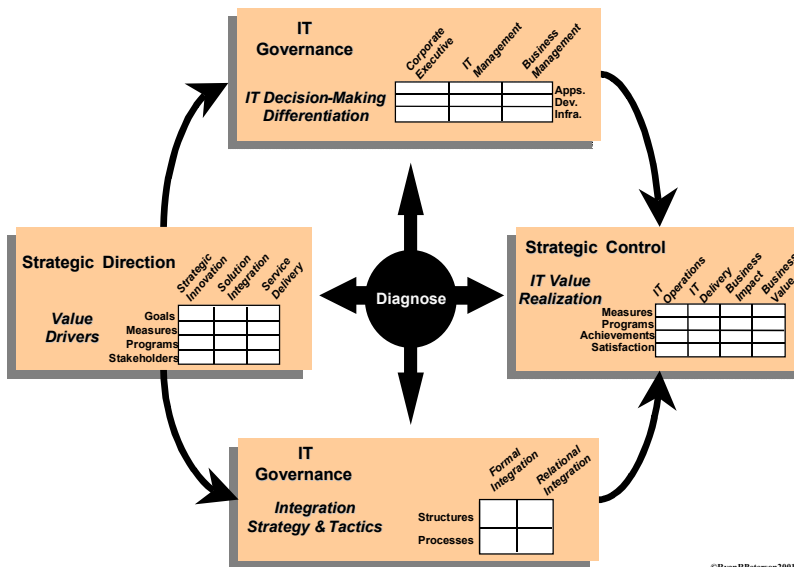 IT
Governance
IT Decision-Making
Differentiation
Corporate
Executive
IT
Management
Business
Management
Apps.
Dev.
Infra.
Strategic Direction
Value
Drivers
Strategic
Innovation
Solution
Integration
Service
Delivery
Goals
Measures
Programs
Stakeholders
Diagnose
Strategic Control
IT Value
Realization
IT
Operations
IT
Delivery
Business
Impact
Business
Value
Measures
Programs
Achievements
Satisfaction
IT
Governance
Integration
Strategy & Tactics
Formal
Integration
Relational
Integration
Structures
Processes